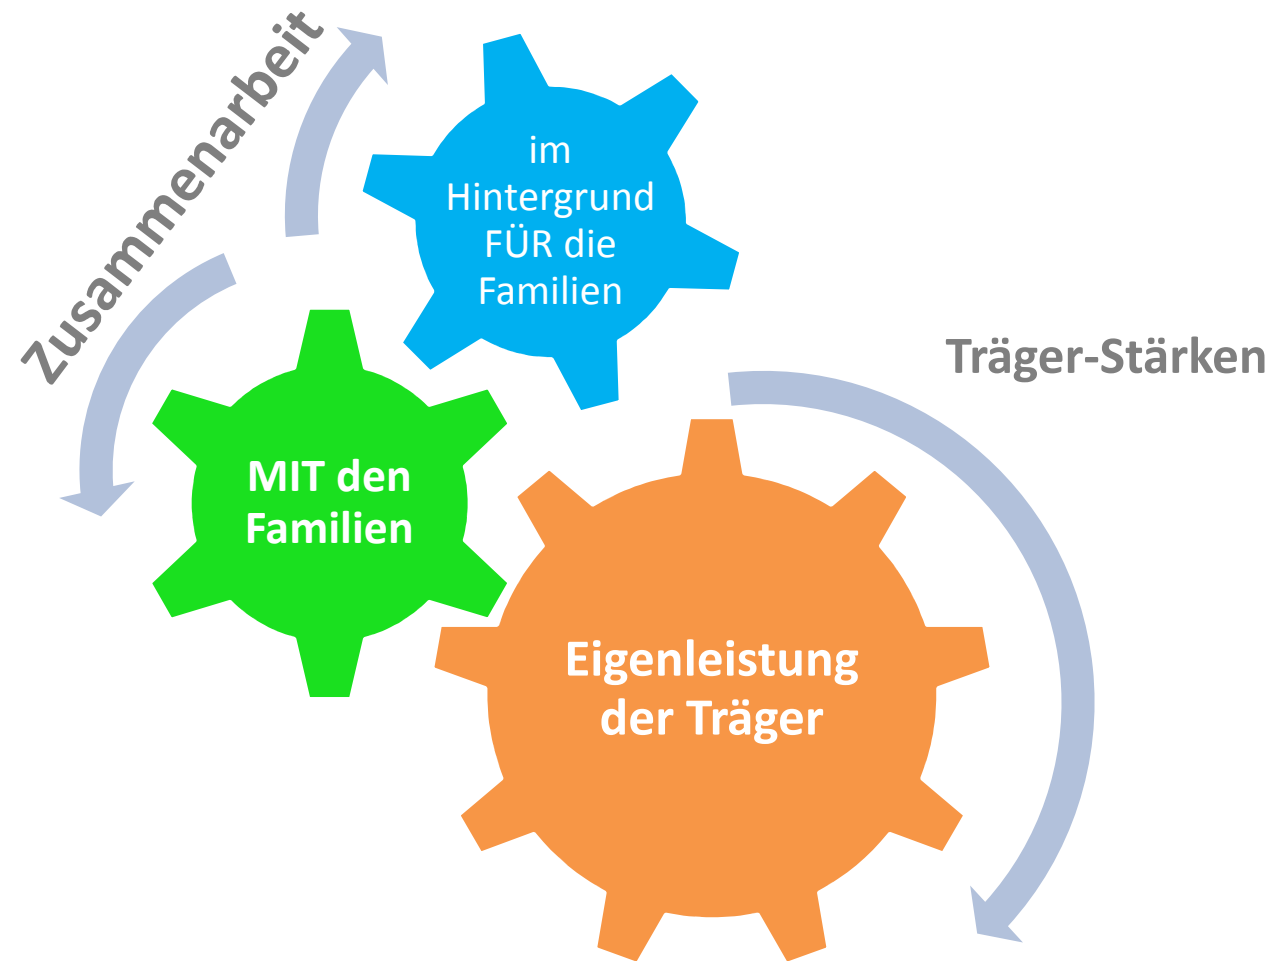 Zusammenarbeit
im
Hintergrund
FÜR die
Familien
MIT den
Familien
Träger-Stärken
Eigenleistung
der Träger